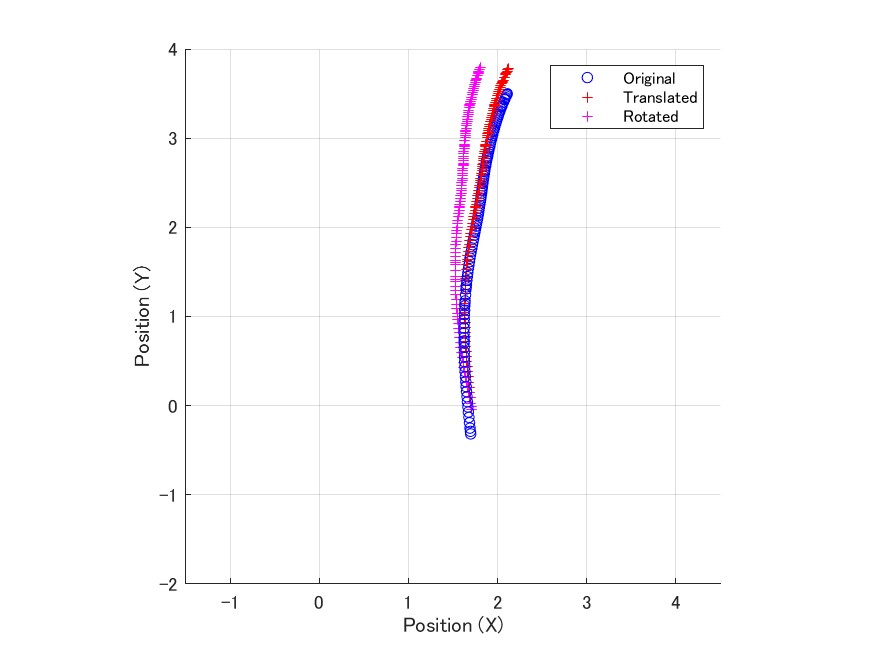 4
3
2
1
0
−1
−2
−1
0
1
2
3
4
Position (Y)
Position (X)
Original
Translated
Rotated